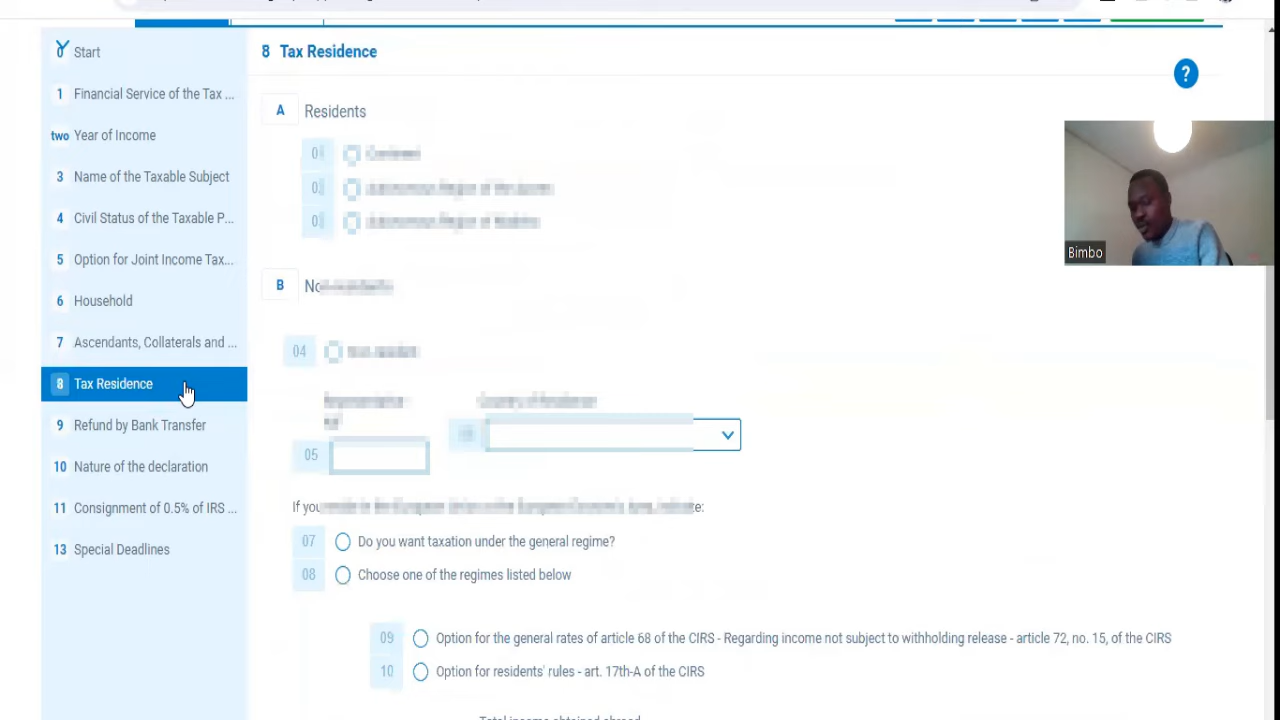 Start
8 Tax Residence
1 Financial Service of the Tax ...
A Residents
two Year of Income
3 Name of the Taxable Subject
4 Civil Status of the Taxable P...
5 Option for Joint Income Tax...
Bimbo
6 Household
B
7 Ascendants, Collaterals and ...
04
8 Tax Residence
9 Refund by Bank Transfer
05
10 Nature of the declaration
11 Consignment of 0.5% of IRS ...
If you
13 Special Deadlines
07 Do you want taxation under the general regime?
08 Choose one of the regimes listed below
09 Option for the general rates of article 68 of the CIRS - Regarding income not subject to withholding release - article 72, no. 15, of the CIRS
10 Option for residents' rules - art. 17th-A of the CIRS
Total income obtained abroad
?